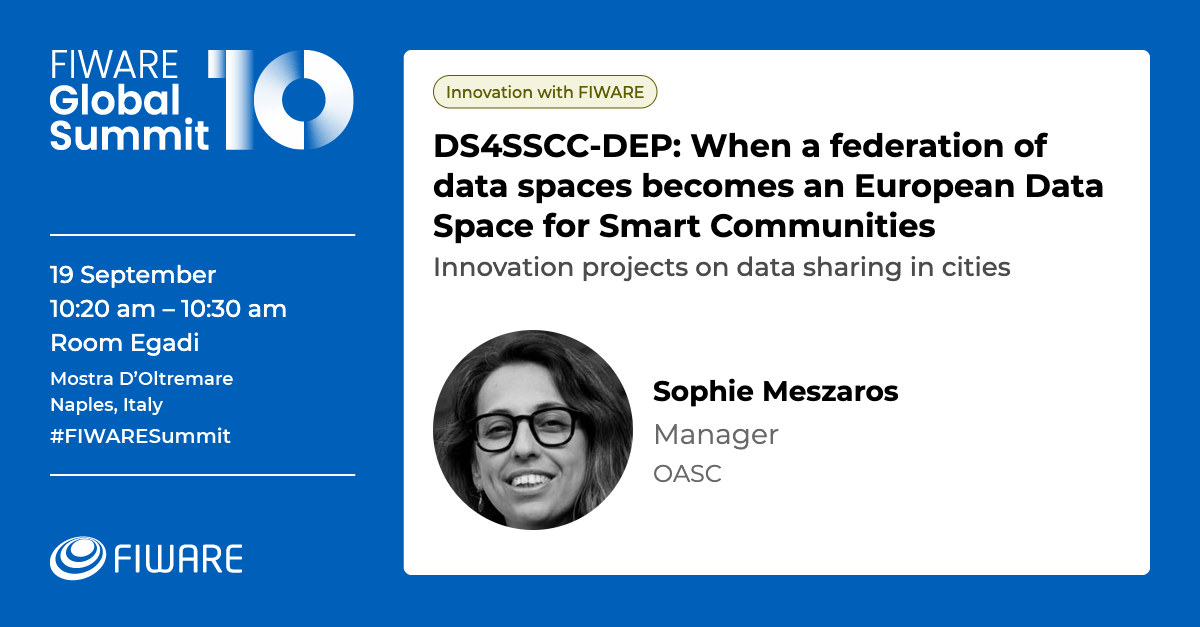 FIWARE
Global
Summit
10
19 September
10:20 am – 10:30 am
Room Egadi
Mostra D’Oltremare
Naples, Italy
#FIWARESummit
FIWARE
Innovation with FIWARE
DS4SSCC-DEP: When a federation of
data spaces becomes an European Data
Space for Smart Communities
Innovation projects on data sharing in cities
Sophie Meszaros
Manager
OASC